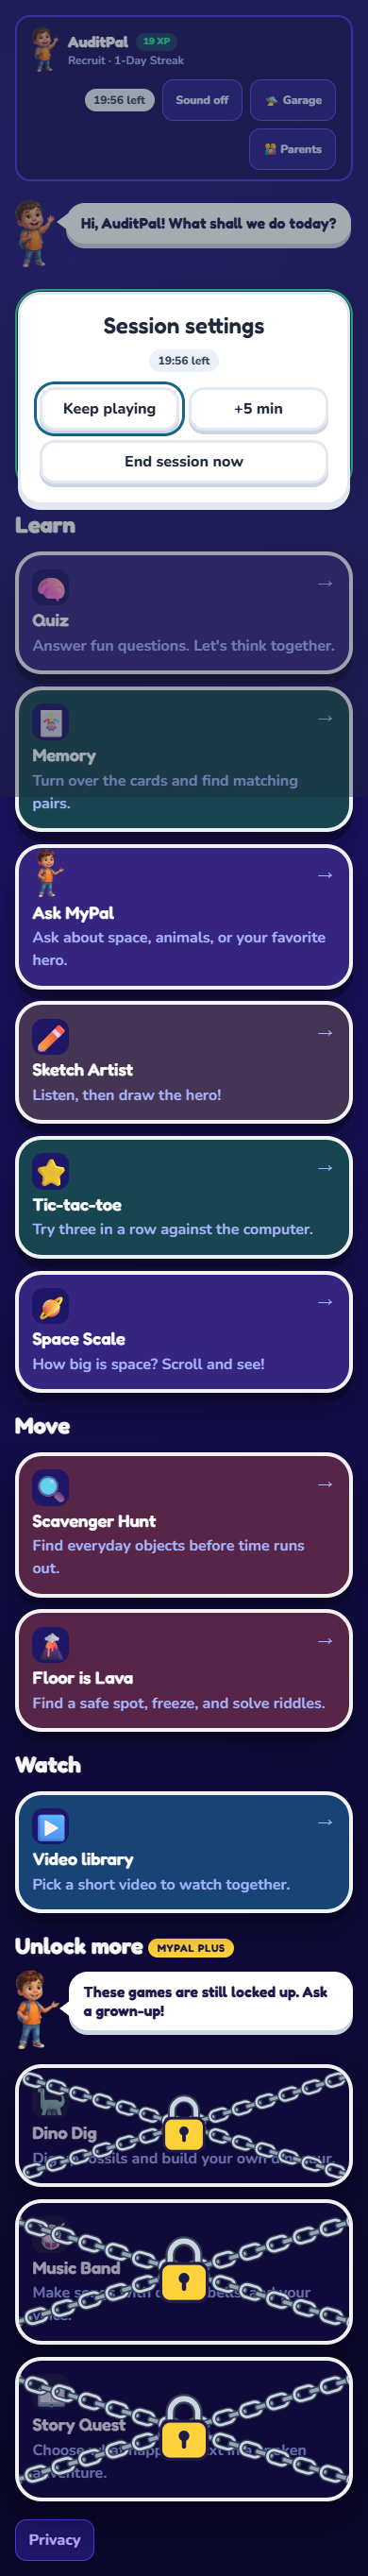 AuditPal 19 XP
Recruit · 1-Day Streak
19:56 left Sound off Garage
Parents
Hi, AuditPal! What shall we do today?
Session settings
19:56 left
Keep playing +5 min
End session now
Learn
Quiz
Answer fun questions. Let's think together.
Memory
Turn over the cards and find matching
pairs.
Ask MyPal
Ask about space, animals, or your favorite
hero.
Sketch Artist
Listen, then draw the hero!
Tic-tac-toe
Try three in a row against the computer.
Space Scale
How big is space? Scroll and see!
Move
Scavenger Hunt
Find everyday objects before time runs
out.
Floor is Lava
Find a safe spot, freeze, and solve riddles.
Watch
Video library
Pick a short video to watch together.
Unlock more MYPAL PLUS
These games are still locked up. Ask
a grown-up!
Dino Dig
fossils and build your own
Music Band
Make your
Story Quest
Privacy